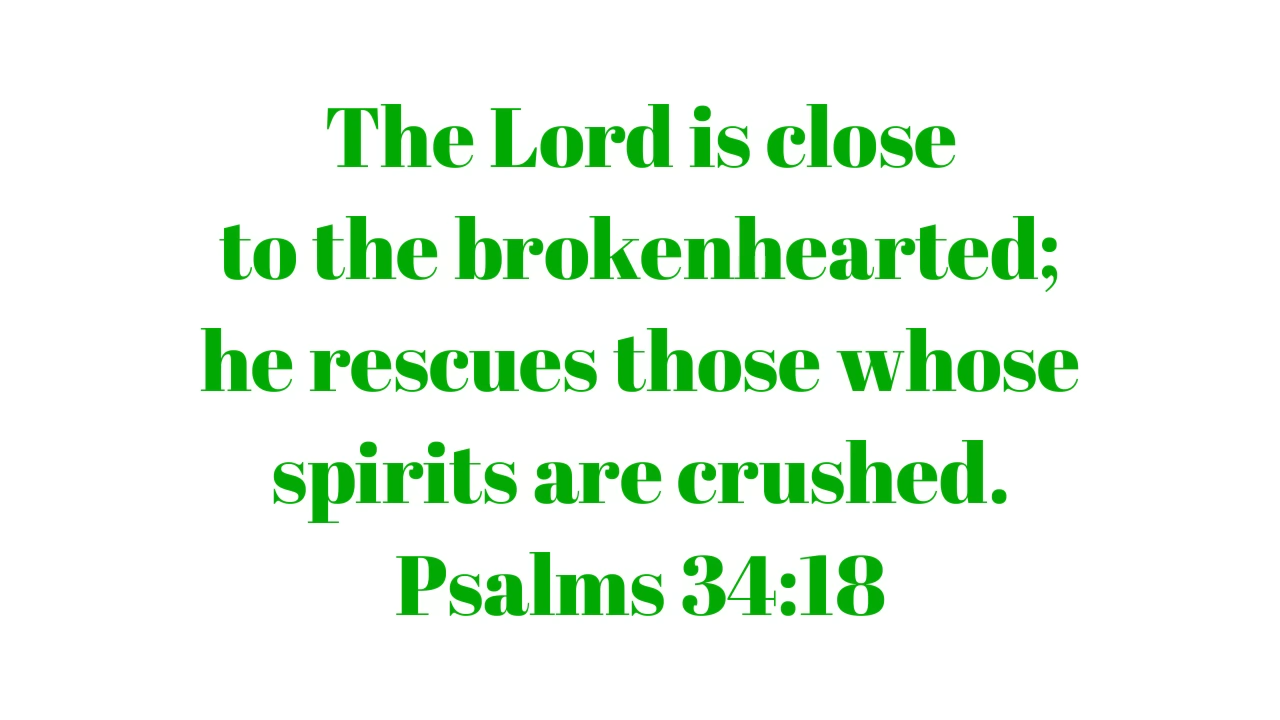 The Lord is close
to the brokenhearted;
he rescues those whose
spirits are crushed.
Psalms 34:18